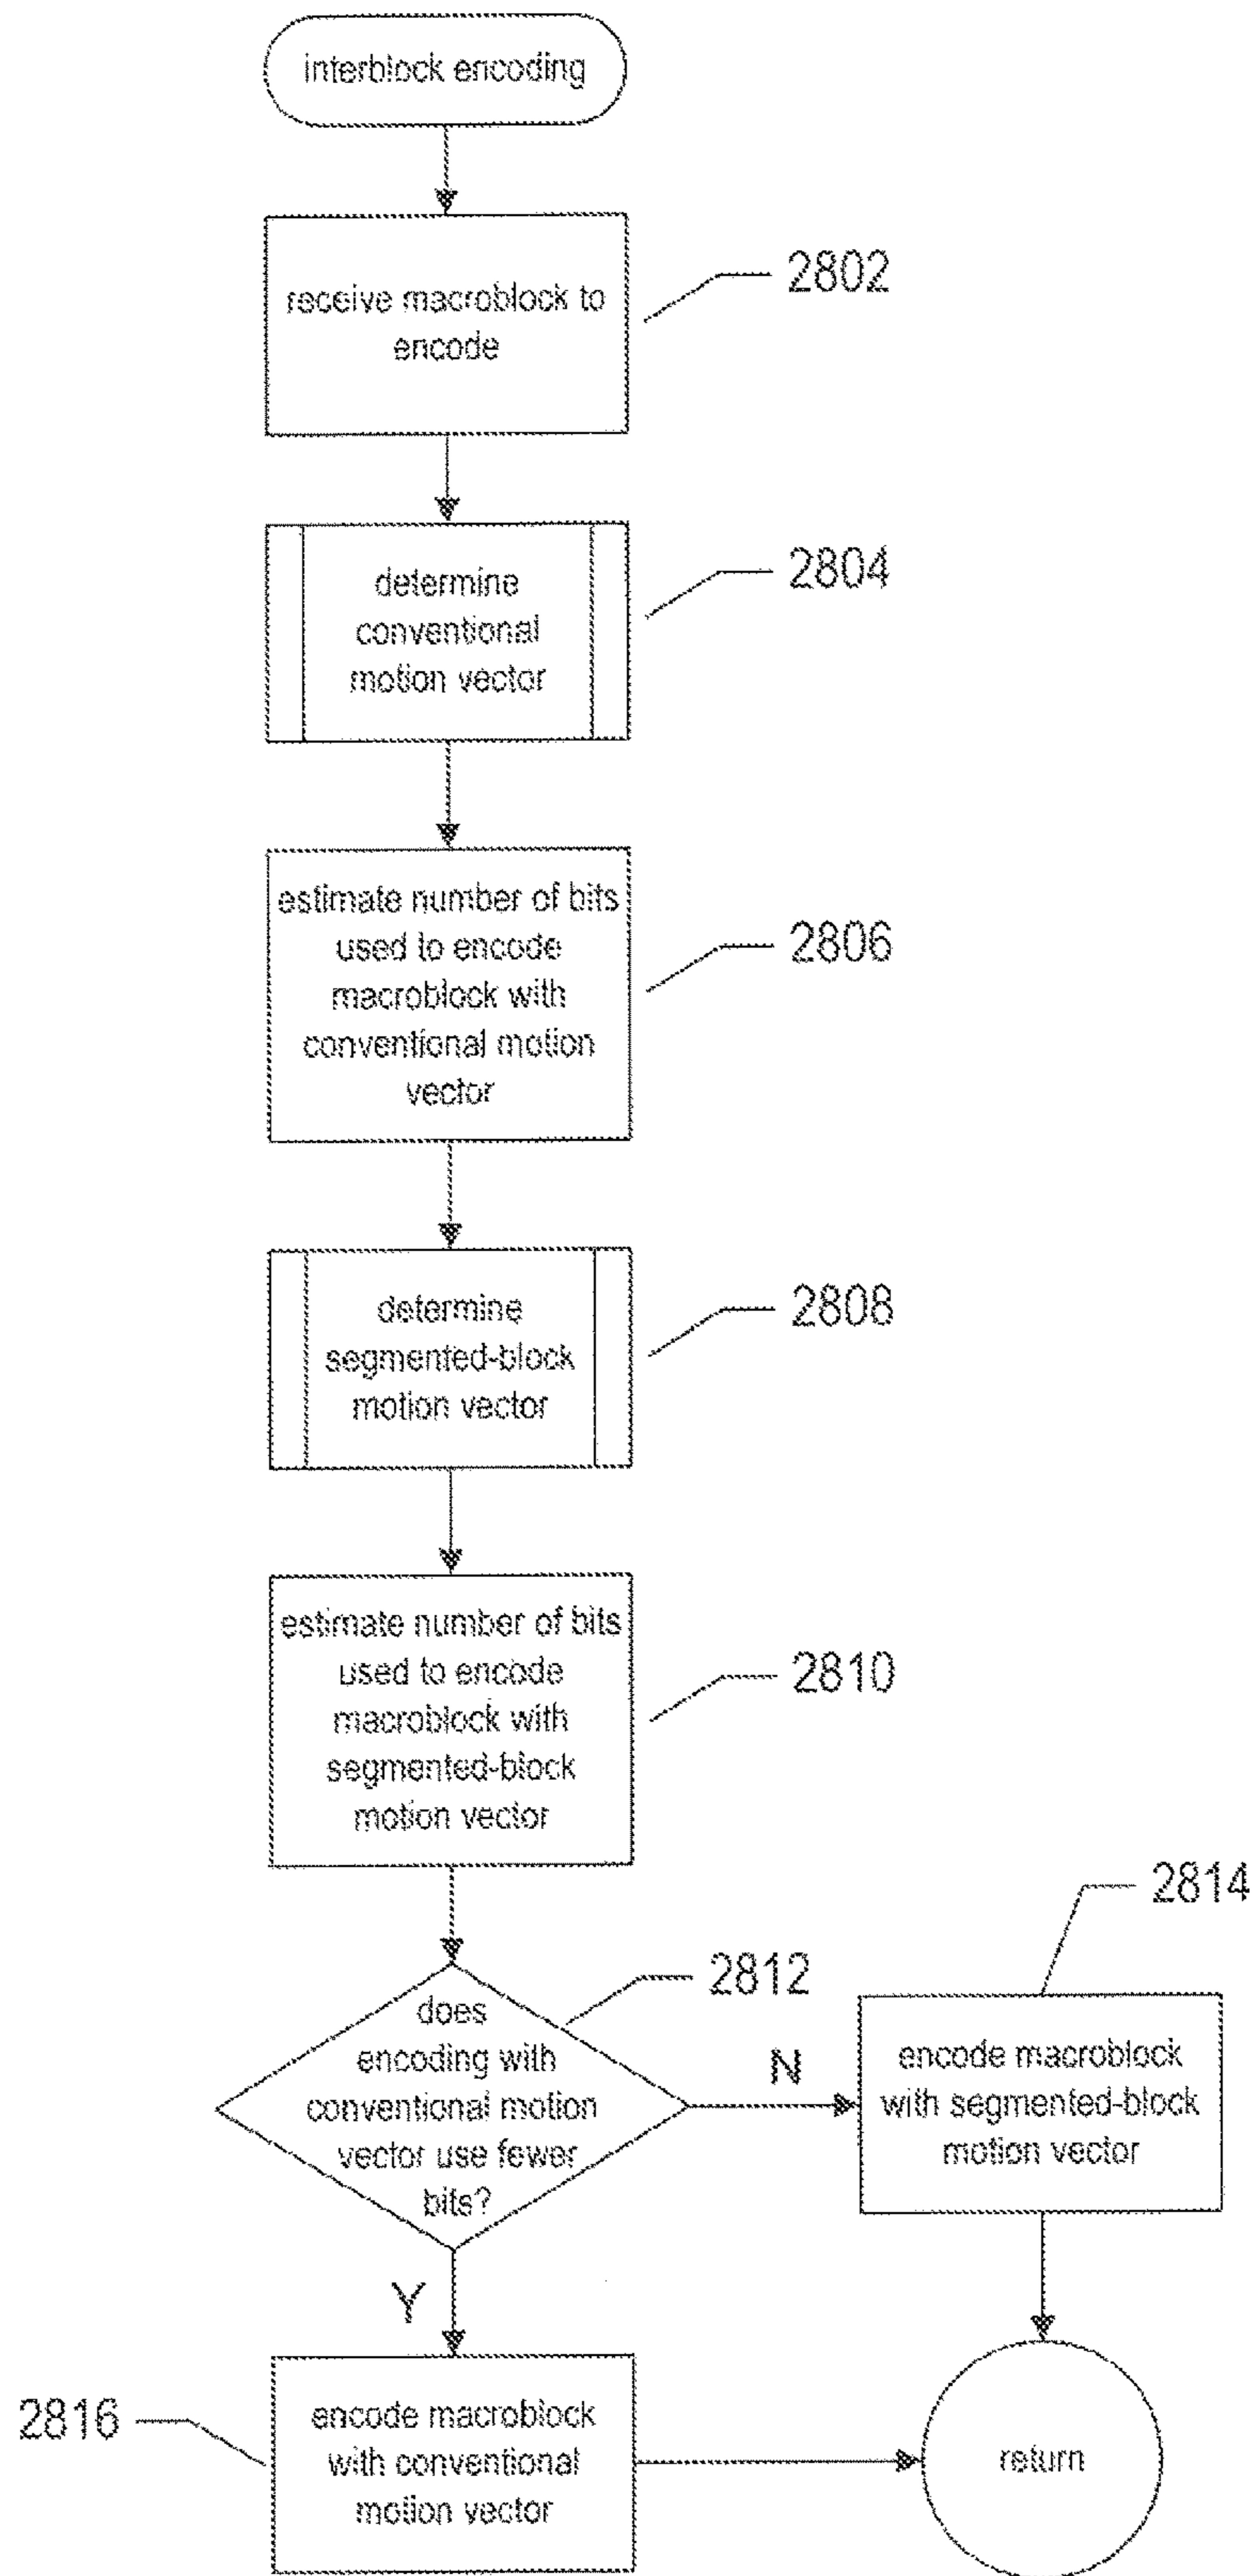 interblock encoding
receive macroblock to
encode
2802
determine
conventional
motion vector
2804
estimate number of bits
used to encode
macroblock with
conventional motion
vector
2806
determine
segmented-block
motion vector
2808
estimate number of bits
used to encode
macroblock with
segmented-block
motion vector
2810
does
encoding with
conventional motion
vector use fewer
bits?
2812
N
encode macroblock
with segmented-block
motion vector
2814
Y
encode macroblock
with conventional
motion vector
2816
return